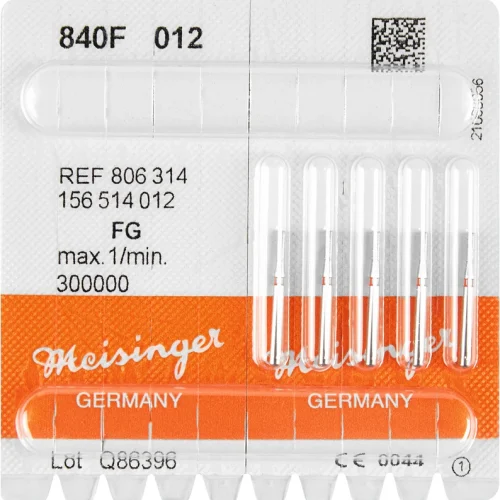 840F 012
REF 806 314
156 514 012
FG
max. 1/min.
300000
Meisinger Meisinger
GERMANY GERMANY
Lot Q86396 CE 0044 1